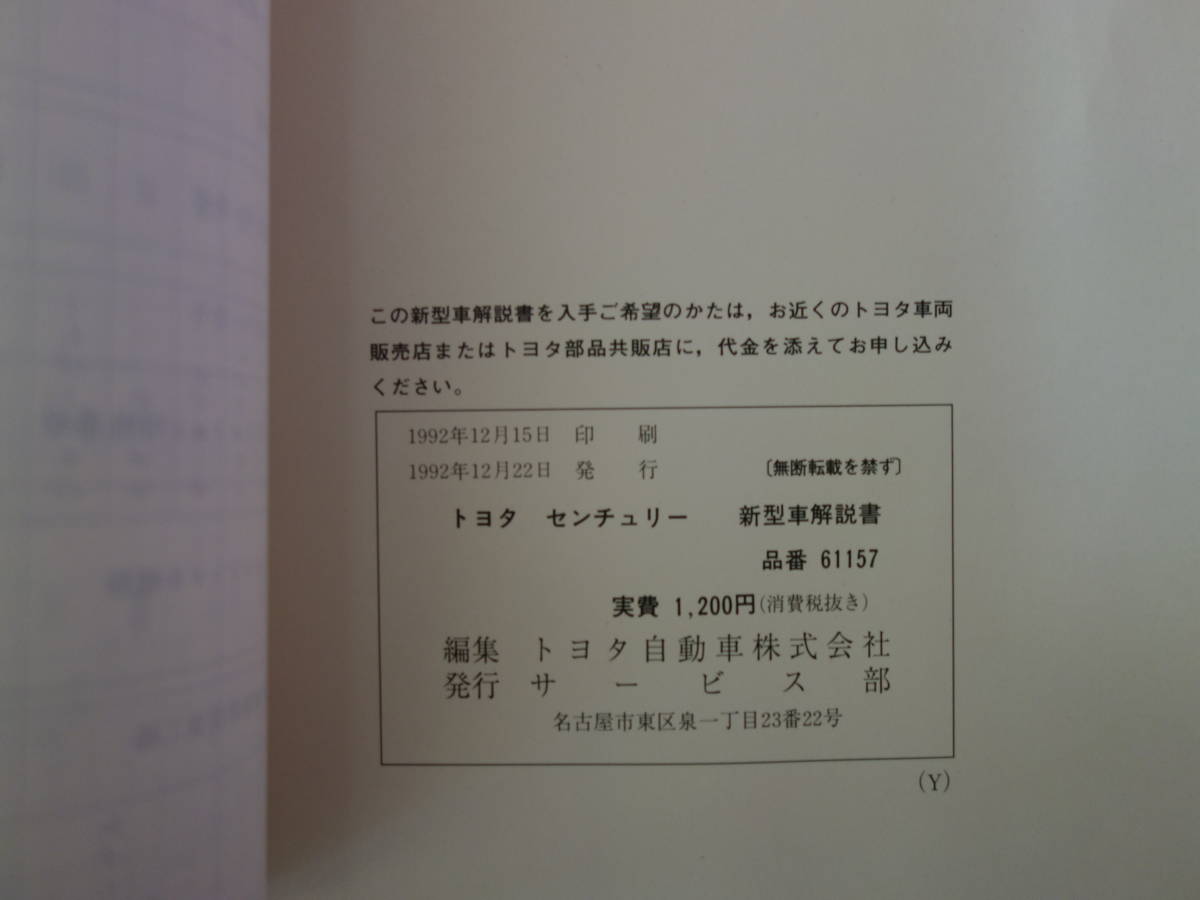 この新型車解説書を入手ご希望のかたは，お近くのトヨタ車両
販売店またはトヨタ部品共販店に，代金を添えてお申し込み
ください。
1992年12月15日 印 刷
1992年12月22日 発 行 〔無断転載を禁ず〕
トヨタ センチュリー 新型車解説書
品番 61157
実費 1,200円(消費税抜き)
編集 トヨタ自動車株式会社
発行 サービス部
名古屋市東区泉一丁目23番22号
(Y)